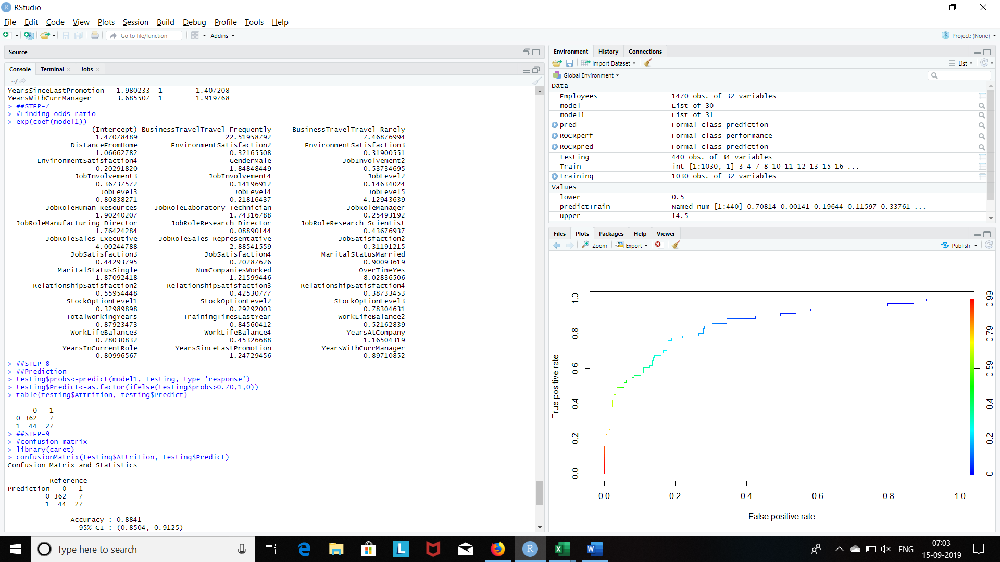 RStudio
File Edit Code View Plots Session Build Debug Profile Tools Help
Go to file/function Addins Project: (None)
Source
Console Terminal Jobs
~/
YearsSinceLastPromotion 1.980233 1 1.407208
YearsWithCurrManager 3.685507 1 1.919768
> ##STEP-7
> #Finding odds ratio
> exp(coef(model1))
(Intercept) BusinessTravelTravel_Frequently BusinessTravelTravel_Rarely
1.47078489 22.51958792 7.46876994
DistanceFromHome EnvironmentSatisfaction2 EnvironmentSatisfaction3
1.06662782 0.32165508 0.31900551
EnvironmentSatisfaction4 GenderMale JobInvolvement2
0.20291820 1.84848449 0.53734695
JobInvolvement3 JobInvolvement4 JobLevel2
0.36737572 0.14196912 0.14634024
JobLevel3 JobLevel4 JobLevel5
0.80838271 0.21816437 4.12943639
JobRoleHuman Resources JobRoleLaboratory Technician JobRoleManager
1.90240207 1.74316788 0.25493192
JobRoleManufacturing Director JobRoleResearch Director JobRoleResearch Scientist
1.76424284 0.08890144 0.43676937
JobRoleSales Executive JobRoleSales Representative JobSatisfaction2
4.00244788 2.88541559 0.31191215
JobSatisfaction3 JobSatisfaction4 MaritalStatusMarried
0.44293795 0.20287626 0.90093619
MaritalStatusSingle NumCompaniesWorked OverTimeYes
1.87092418 1.21599446 8.02836506
RelationshipSatisfaction2 RelationshipSatisfaction3 RelationshipSatisfaction4
0.55954448 0.42530777 0.38733453
StockOptionLevel1 StockOptionLevel2 StockOptionLevel3
0.32989898 0.29292003 0.78304631
TotalWorkingYears TrainingTimesLastYear WorkLifeBalance2
0.87923473 0.84560412 0.52162839
WorkLifeBalance3 WorkLifeBalance4 YearsAtCompany
0.28030832 0.45326688 1.16504319
YearsInCurrentRole YearsSinceLastPromotion YearsWithCurrManager
0.80996567 1.24729456 0.89710852
> ##STEP-8
> ##Prediction
> testing$probs<-predict(model1, testing, type='response')
> testing$Predict<-as.factor(ifelse(testing$probs>0.70,1,0))
> table(testing$Attrition, testing$Predict)
0 1
0 362 7
1 44 27
> ##STEP-9
> #confusion matrix
> library(caret)
> confusionMatrix(testing$Attrition, testing$Predict)
Confusion Matrix and Statistics
Reference
Prediction 0 1
0 362 7
1 44 27
Accuracy : 0.8841
95% CI : (0.8504, 0.9125)
Environment History Connections
Import Dataset List
Global Environment
Data
Employees 1470 obs. of 32 variables
model List of 30
model1 List of 31
pred Formal class prediction
ROCRperf Formal class performance
ROCRpred Formal class prediction
testing 440 obs. of 34 variables
Train int [1:1030, 1] 3 4 7 8 10 11 12 13 15 16 ...
training 1030 obs. of 32 variables
Values
lower 0.5
predictTrain Named num [1:440] 0.70814 0.00141 0.19644 0.11597 0.33761 ...
upper 14.5
Files Plots Packages Help Viewer
Zoom Export Publish
True positive rate
1.0
0.8
0.6
0.4
0.2
0.0
0.99
0.79
0.59
0.4
0.2
0
0.0 0.2 0.4 0.6 0.8 1.0
False positive rate
Type here to search
ENG
07:03
15-09-2019